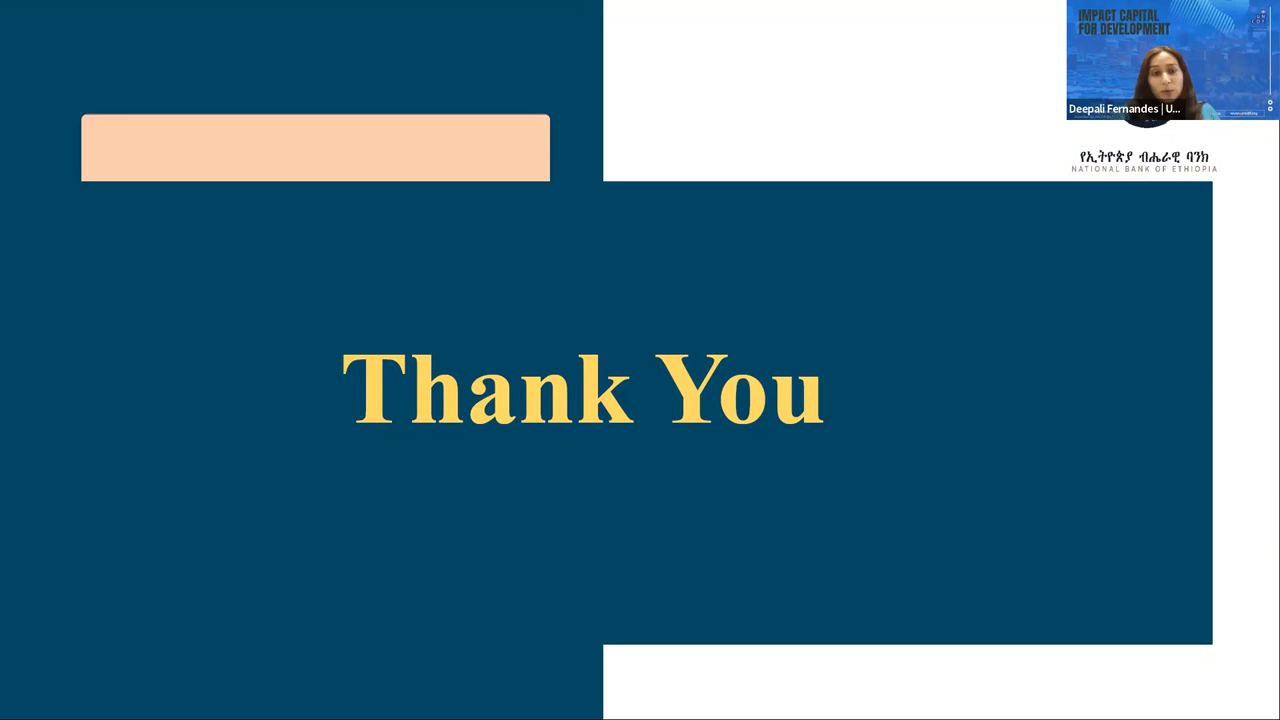 IMPACT CAPITAL
FOR DEVELOPMENT
Deepali Fernandes | U...
የኢትዮጵያ ብሔራዊ ባንክ
NATIONAL BANK OF ETHIOPIA
Thank You